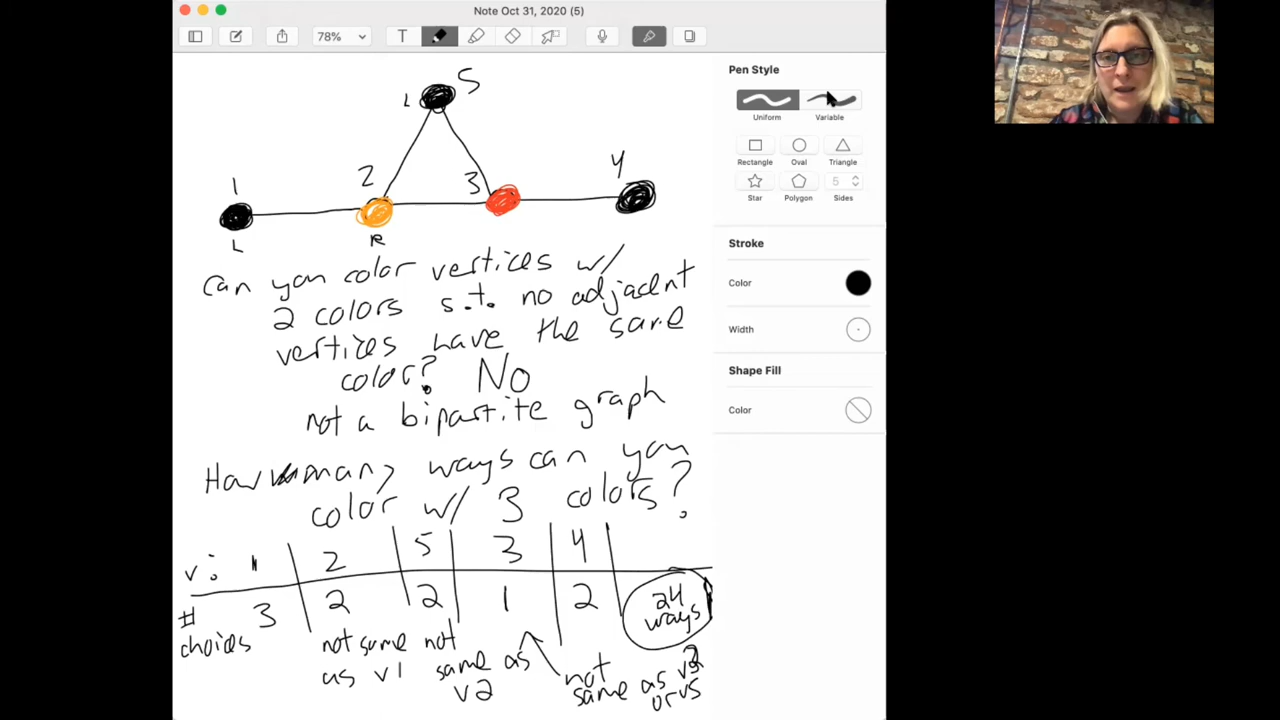 Note Oct 31, 2020 (5)
78%
T
Pen Style
Uniform
Variable
Rectangle
Oval
Triangle
5
Star
Polygon
Sides
Stroke
Color
Width
Shape Fill
Color
L 5
1 2 3 4
L R
Can you color vertices w/
2 colors s.t. no adjacent
vertices have the same
color? No
not a bipartite graph
How many ways can you
color w/ 3 colors?
v: 1 2 5 3 4
# 3 2 2 1 2 24
choices ways
not same not
as v1 same as
v2
not
same as
or v5